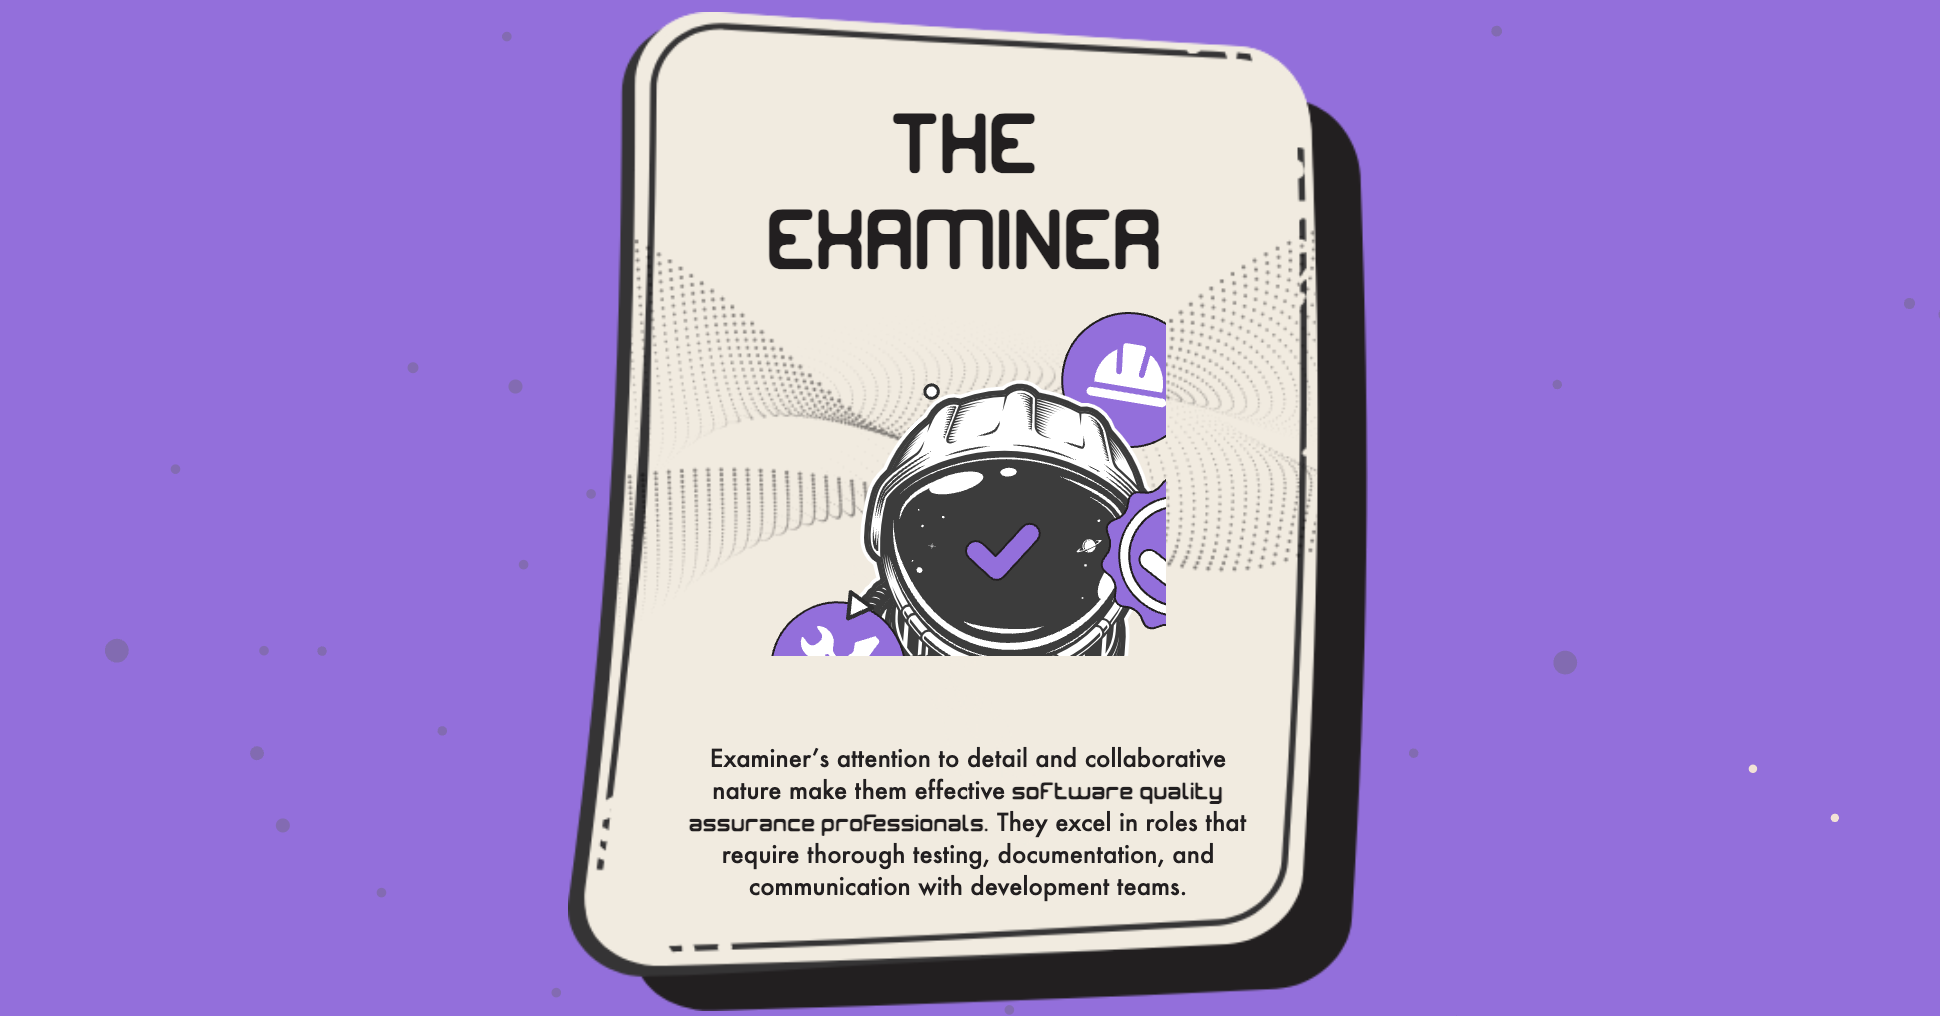 THE
EXAMINER
Examiner’s attention to detail and collaborative
nature make them effective software quality
assurance professionals. They excel in roles that
require thorough testing, documentation, and
communication with development teams.